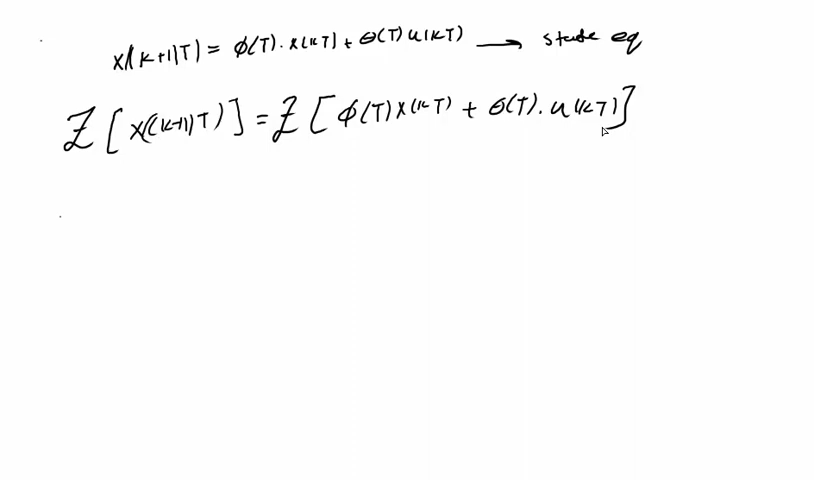 x((k+1)T) = ϕ(T).x(kT) + θ(T)u(kT) → state eq
Z[x((k+1)T)] = Z[ϕ(T)x(kT) + θ(T).u(kT)]